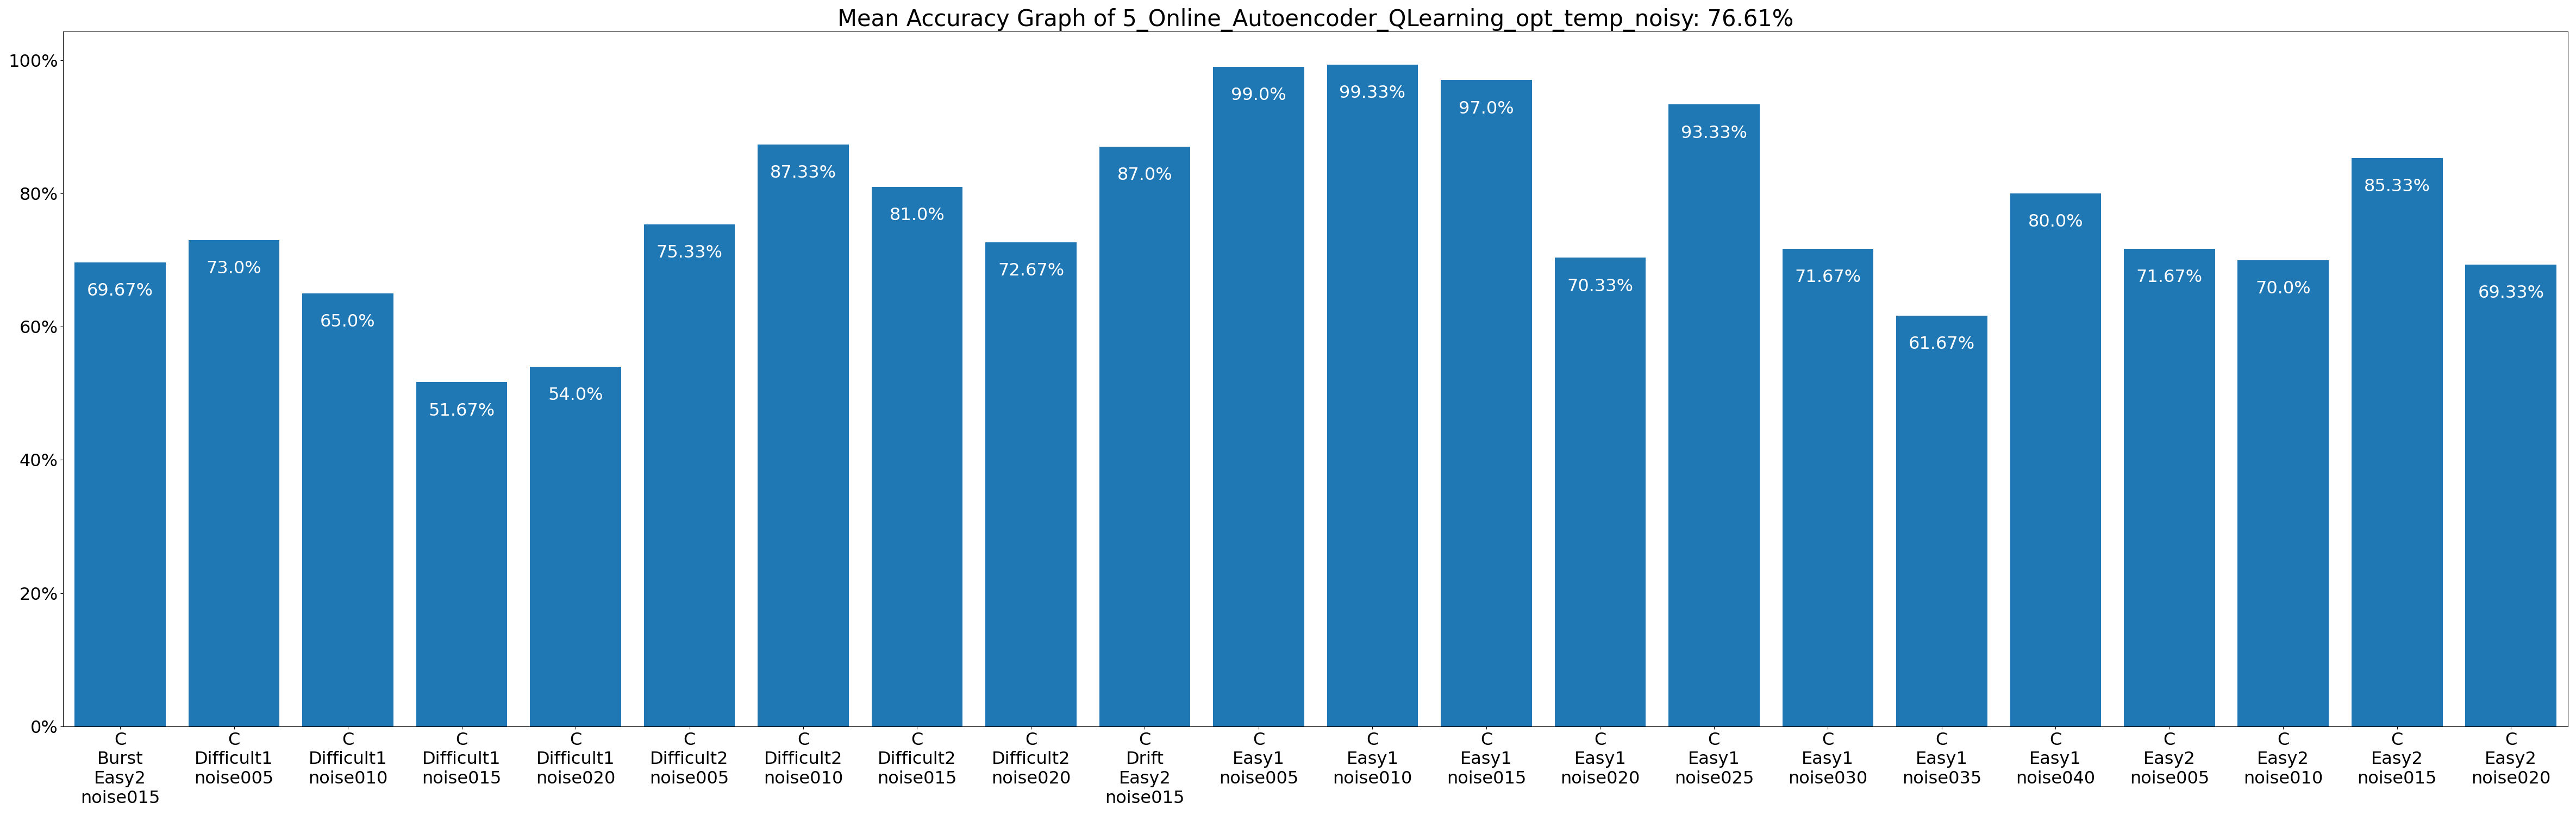 Mean Accuracy Graph of 5_Online_Autoencoder_QLearning_opt_temp_noisy: 76.61%
100%
80%
60%
40%
20%
0%
69.67%
73.0%
65.0%
51.67%
54.0%
75.33%
87.33%
81.0%
72.67%
87.0%
99.0%
99.33%
97.0%
70.33%
93.33%
71.67%
61.67%
80.0%
71.67%
70.0%
85.33%
69.33%
C
Burst
Easy2
noise015
C
Difficult1
noise005
C
Difficult1
noise010
C
Difficult1
noise015
C
Difficult1
noise020
C
Difficult2
noise005
C
Difficult2
noise010
C
Difficult2
noise015
C
Difficult2
noise020
C
Drift
Easy2
noise015
C
Easy1
noise005
C
Easy1
noise010
C
Easy1
noise015
C
Easy1
noise020
C
Easy1
noise025
C
Easy1
noise030
C
Easy1
noise035
C
Easy1
noise040
C
Easy2
noise005
C
Easy2
noise010
C
Easy2
noise015
C
Easy2
noise020